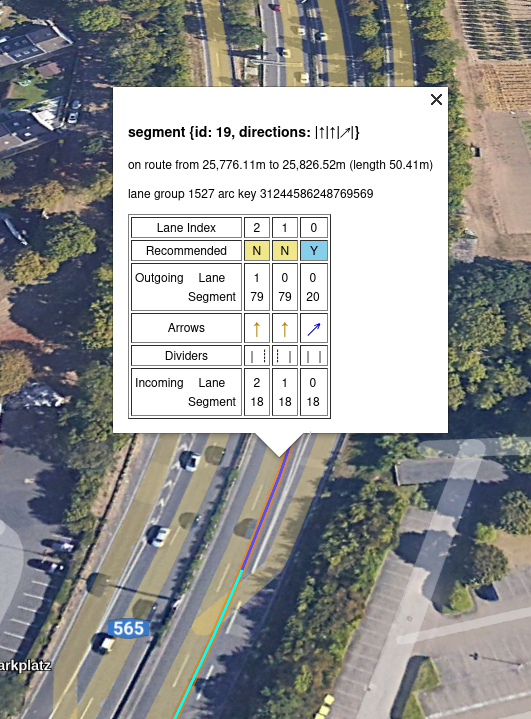 segment {id: 19, directions: |↑|↑|↗|}
on route from 25,776.11m to 25,826.52m (length 50.41m)
lane group 1527 arc key 31244586248769569
Lane Index 2 1 0
Recommended N N Y
Outgoing Lane 1 0 0
Segment 79 79 20
Arrows ↑ ↑ ↗
Dividers | ┊ ┊ | | |
Incoming Lane 2 1 0
Segment 18 18 18
565
arkplatz